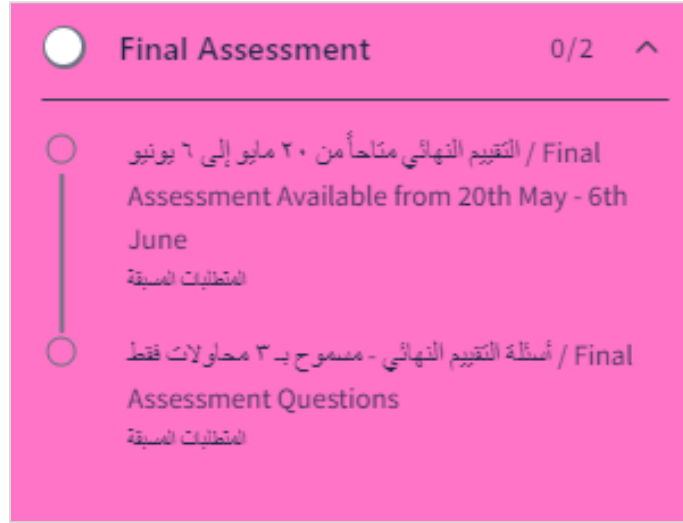 Final Assessment 0/2
التقييم النهائي متاحاً من ٢٠ مايو إلى ٦ يونيو / Final
Assessment Available from 20th May - 6th
June
المتطلبات المسبقة
أسئلة التقييم النهائي - مسموح بـ ٣ محاولات فقط / Final
Assessment Questions
المتطلبات المسبقة